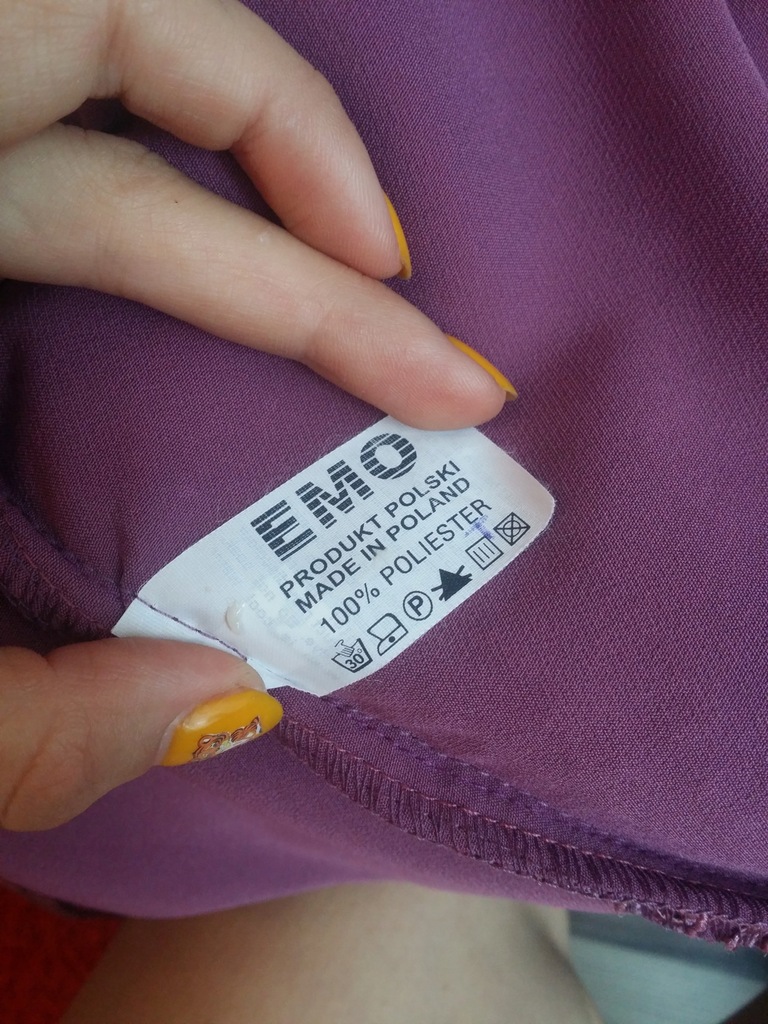 EMO
PRODUKT POLSKI
MADE IN POLAND
100% POLIESTER
30° P